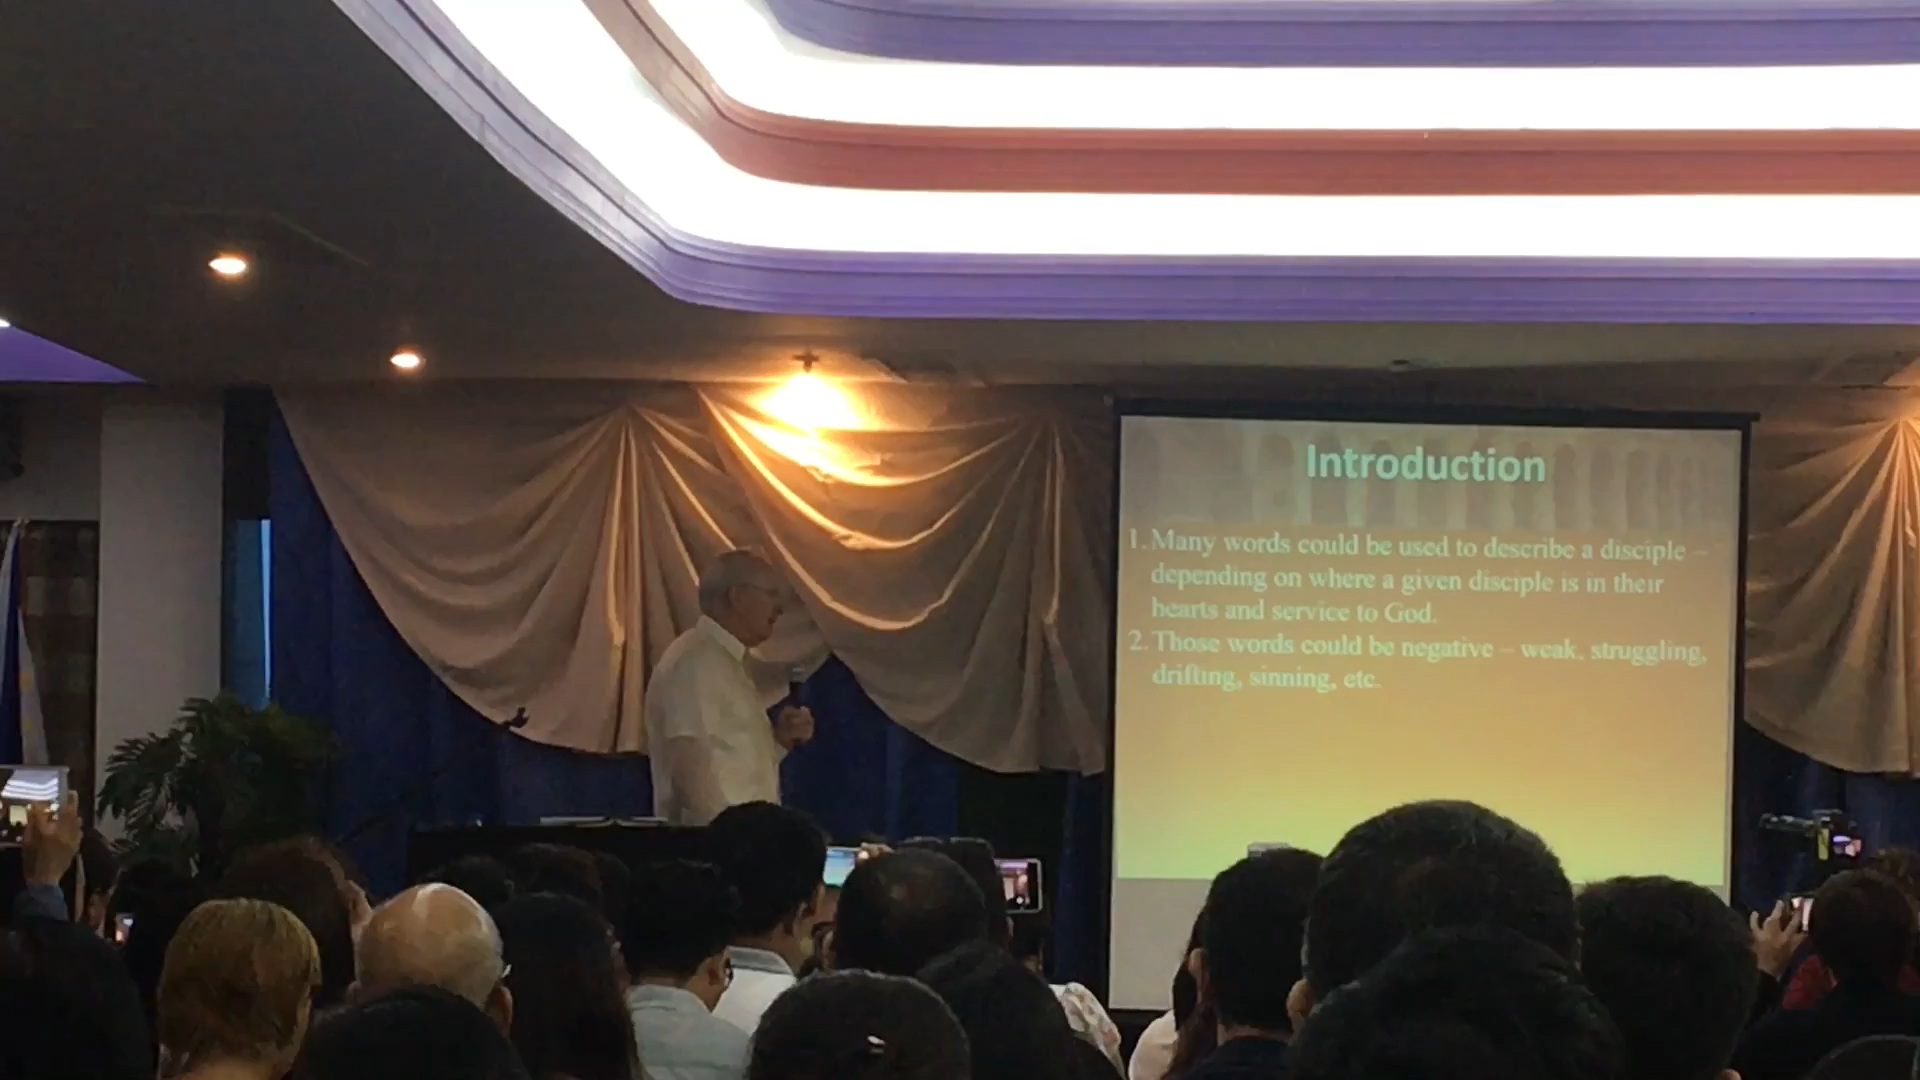 Introduction
1. Many words could be used to describe a disciple –
depending on where a given disciple is in their
hearts and service to God.
2. Those words could be negative – weak, struggling,
drifting, sinning, etc.